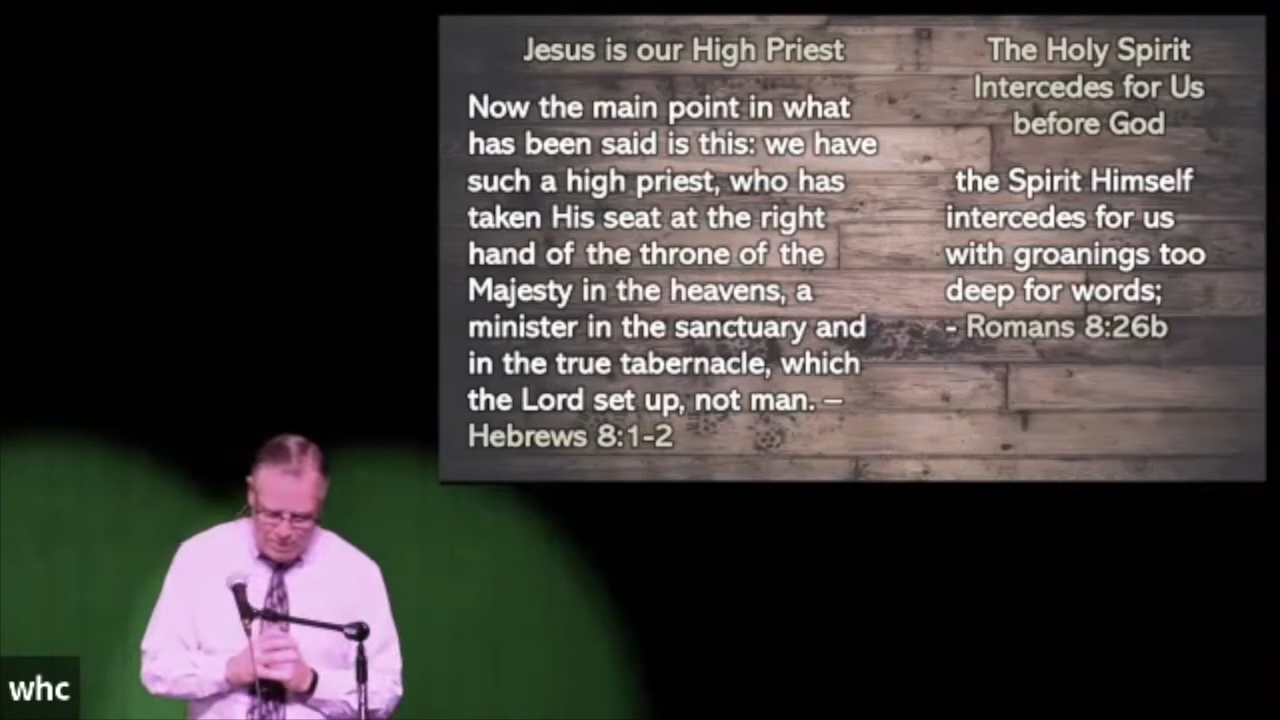 Jesus is our High Priest
Now the main point in what
has been said is this: we have
such a high priest, who has
taken His seat at the right
hand of the throne of the
Majesty in the heavens, a
minister in the sanctuary and
in the true tabernacle, which
the Lord set up, not man. –
Hebrews 8:1-2
The Holy Spirit
Intercedes for Us
before God
the Spirit Himself
intercedes for us
with groanings too
deep for words;
- Romans 8:26b
whc